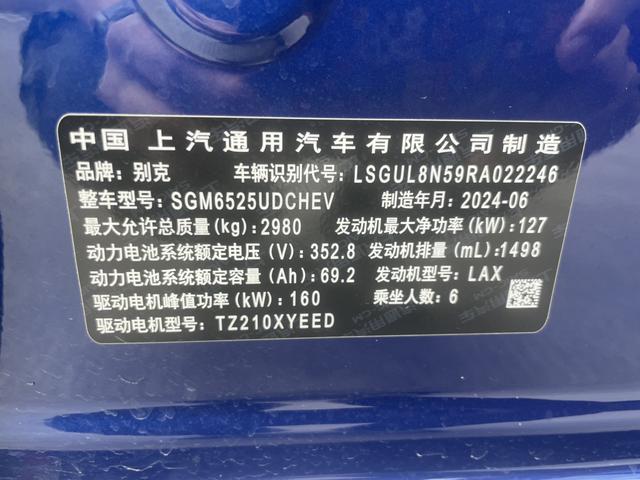 中国 上汽通用汽车有限公司制造
品牌：别克 车辆识别代号：LSGUL8N59RA022246
整车型号：SGM6525UDCHEV 制造年月：2024-06
最大允许总质量(kg)：2980 发动机最大净功率(kW)：127
动力电池系统额定电压(V)：352.8 发动机排量(mL)：1498
动力电池系统额定容量(Ah)：69.2 发动机型号：LAX
驱动电机峰值功率(kW)：160 乘坐人数：6
驱动电机型号：TZ210XYEED